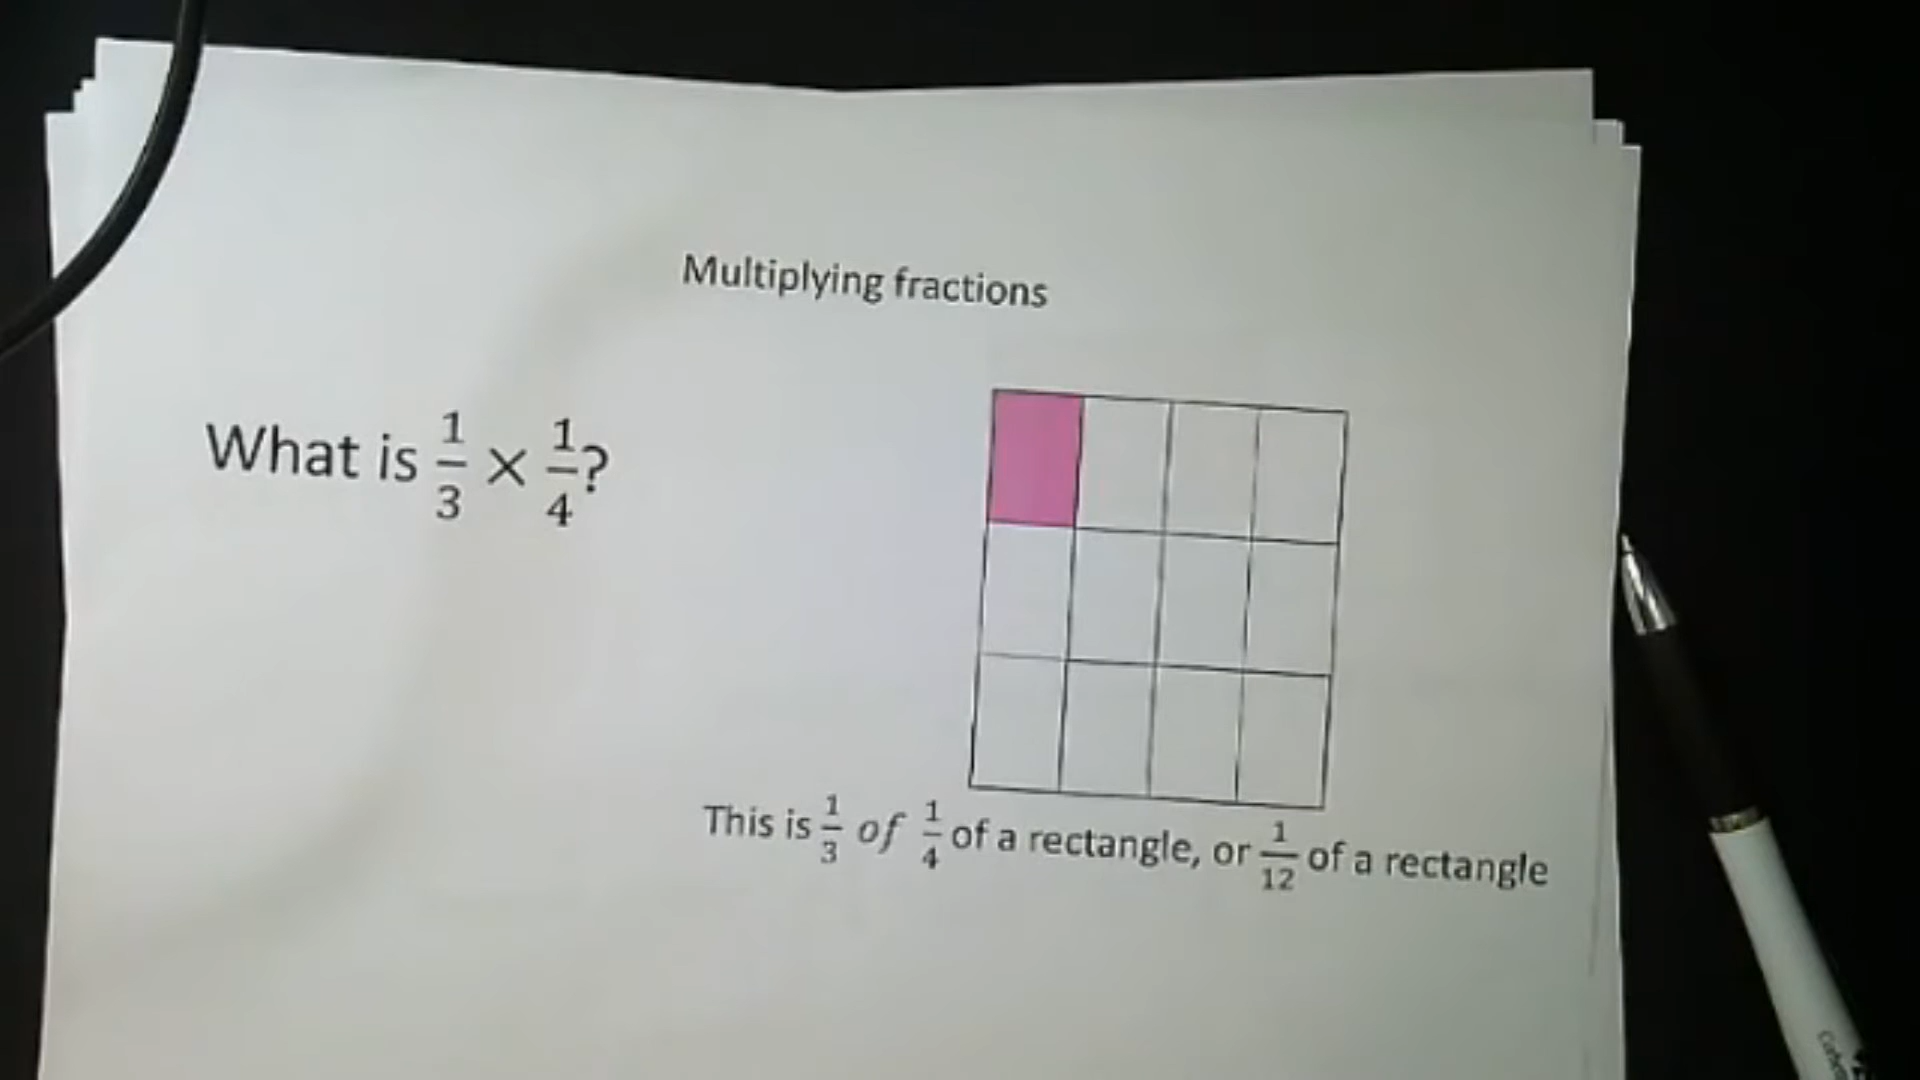 Multiplying fractions
What is 1/3 × 1/4?
This is 1/3 of 1/4 of a rectangle, or 1/12 of a rectangle